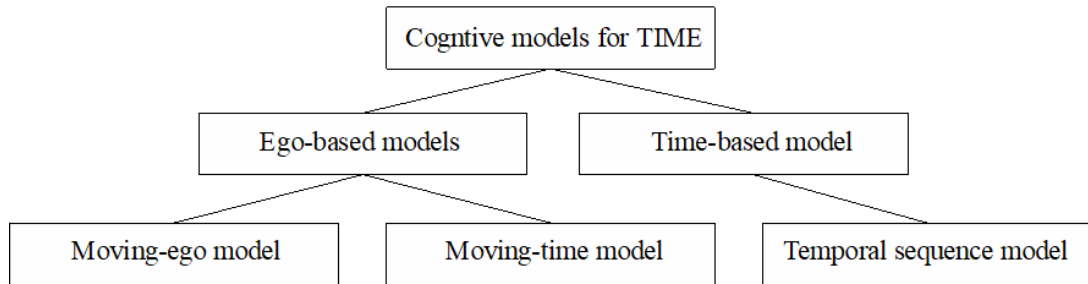 Cogntive models for TIME
Ego-based models
Time-based model
Moving-ego model
Moving-time model
Temporal sequence model